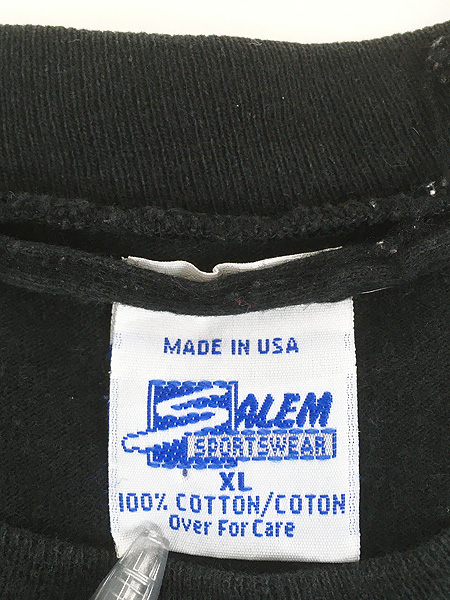 MADE IN USA
SALEM
SPORTSWEAR
XL
100% COTTON/COTON
Over For Care